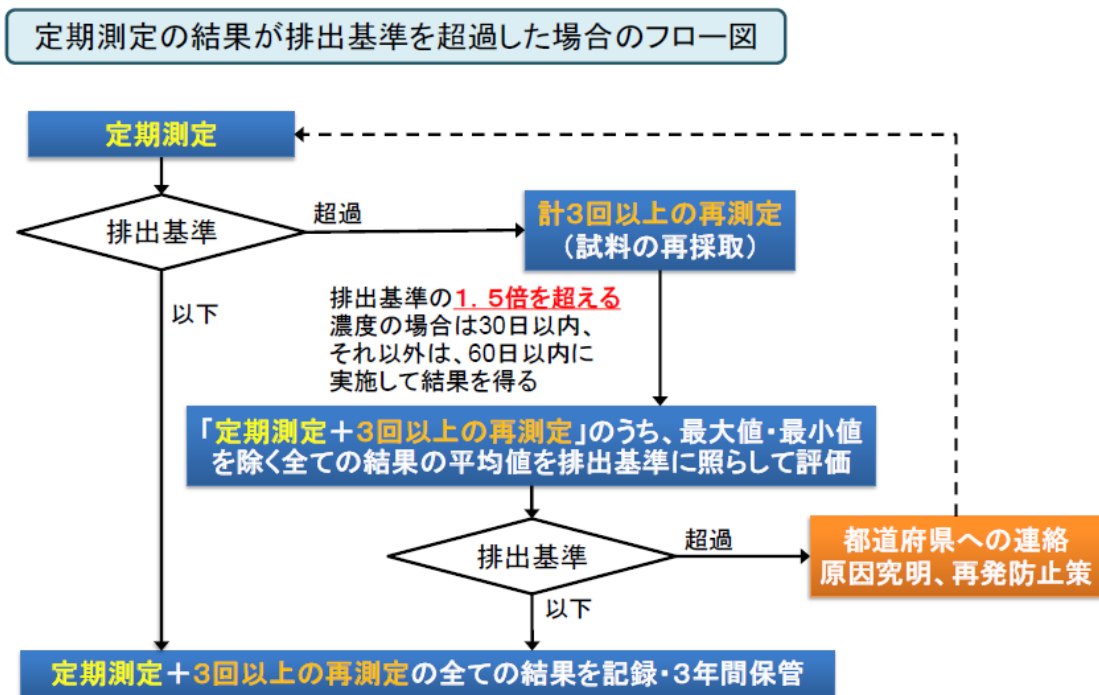 定期測定の結果が排出基準を超過した場合のフロー図
定期測定
排出基準
超過
計3回以上の再測定
(試料の再採取)
以下
排出基準の1.5倍を超える
濃度の場合は30日以内、
それ以外は、60日以内に
実施して結果を得る
「定期測定+3回以上の再測定」のうち、最大値・最小値
を除く全ての結果の平均値を排出基準に照らして評価
排出基準
超過
都道府県への連絡
原因究明、再発防止策
以下
定期測定+3回以上の再測定の全ての結果を記録・3年間保管